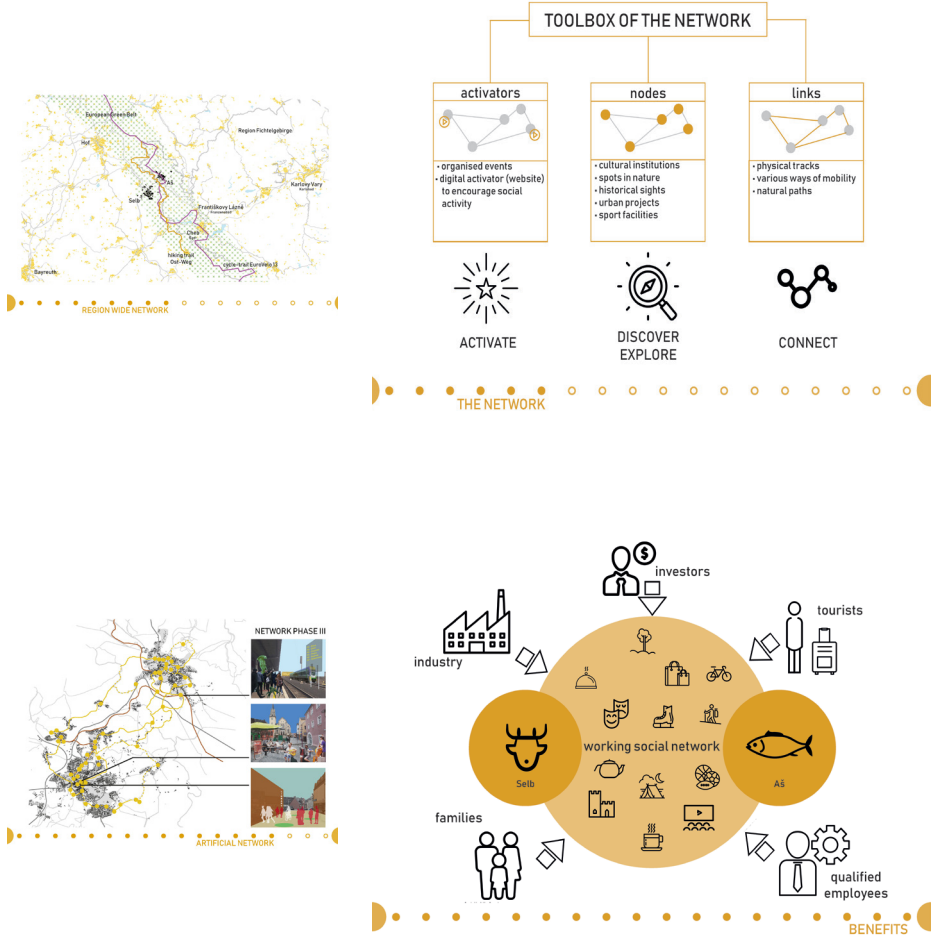 European Green Belt
Region Fichtelgebirge
Hof
Aš
Selb
Karlovy Vary
Františkovy Lázně
Cheb
hiking trail
Ost-Weg
cycle-trail EuroVelo 13
Bayreuth
REGION WIDE NETWORK
TOOLBOX OF THE NETWORK
activators
• organised events
• digital activator (website)
to encourage social
activity
ACTIVATE
nodes
• cultural institutions
• spots in nature
• historical sights
• urban projects
• sport facilities
DISCOVER
EXPLORE
links
• physical tracks
• various ways of mobility
• natural paths
CONNECT
THE NETWORK
NETWORK PHASE III
ARTIFICIAL NETWORK
investors
tourists
industry
working social network
Selb
Aš
families
qualified
employees
BENEFITS